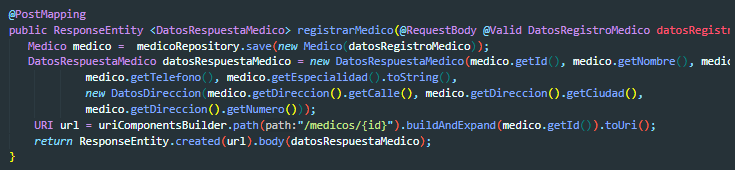 @PostMapping
public ResponseEntity <DatosRespuestaMedico> registrarMedico(@RequestBody @Valid DatosRegistroMedico datosRegistr
Medico medico =  medicoRepository.save(new Medico(datosRegistroMedico));
DatosRespuestaMedico datosRespuestaMedico = new DatosRespuestaMedico(medico.getId(), medico.getNombre(), medic
medico.getTelefono(), medico.getEspecialidad().toString(),
new DatosDireccion(medico.getDireccion().getCalle(), medico.getDireccion().getCiudad(),
medico.getDireccion().getNumero()));
URI url = uriComponentsBuilder.path(path:"/medicos/{id}").buildAndExpand(medico.getId()).toUri();
return ResponseEntity.created(url).body(datosRespuestaMedico);
}